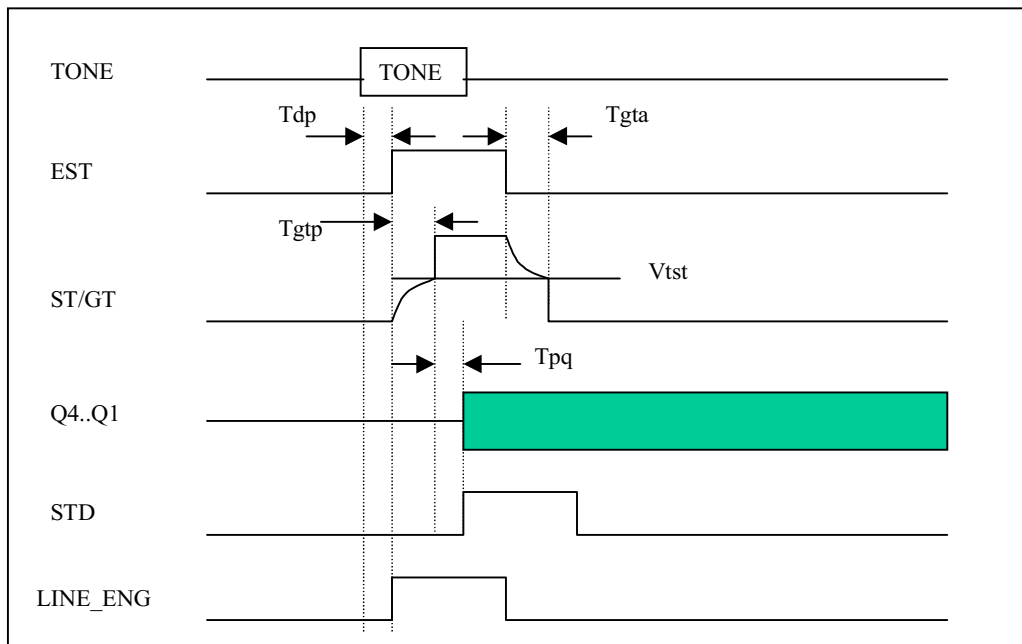 TONE
TONE
Tdp
Tgta
EST
Tgtp
Vtst
ST/GT
Tpq
Q4..Q1
STD
LINE_ENG